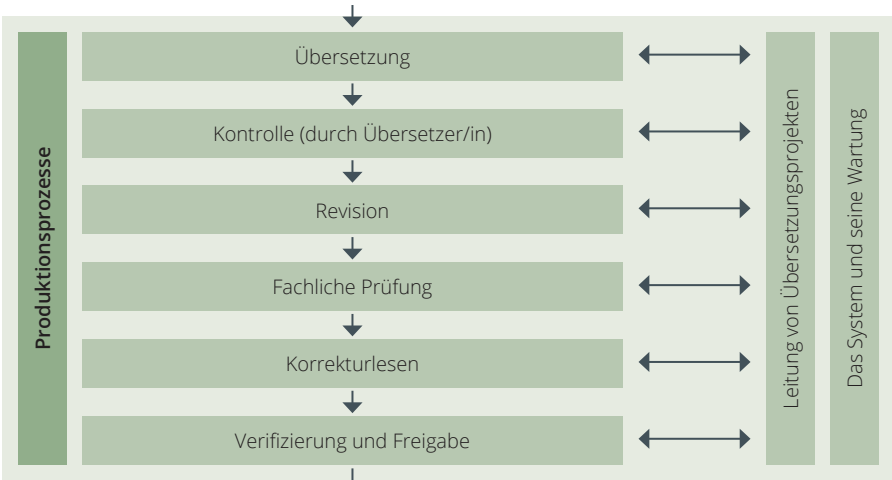 Produktionsprozesse
Übersetzung
Kontrolle (durch Übersetzer/in)
Revision
Fachliche Prüfung
Korrekturlesen
Verifizierung und Freigabe
Leitung von Übersetzungsprojekten
Das System und seine Wartung